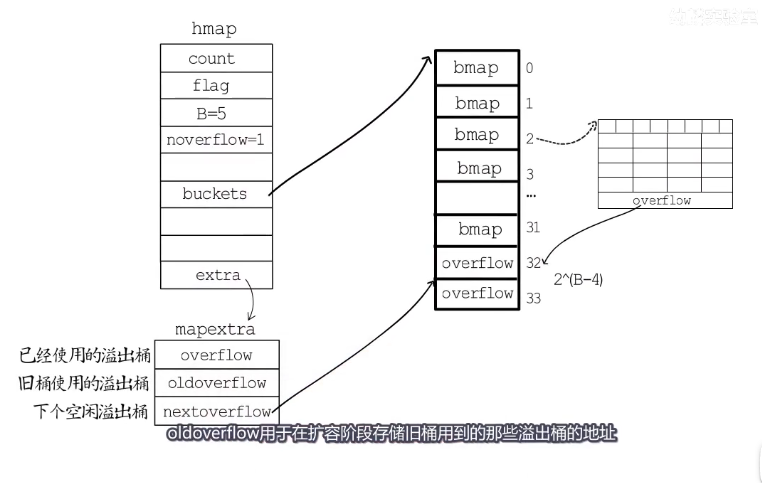 hmap
count
flag
B=5
noverflow=1
buckets
extra
mapextra
已经使用的溢出桶 overflow
旧桶使用的溢出桶 oldoverflow
下个空闲溢出桶 nextoverflow
bmap 0
bmap 1
bmap 2
bmap 3
…
bmap 31
overflow 32
overflow 33
2^(B-4)
overflow
oldoverflow用于在扩容阶段存储旧桶用到的那些溢出桶的地址